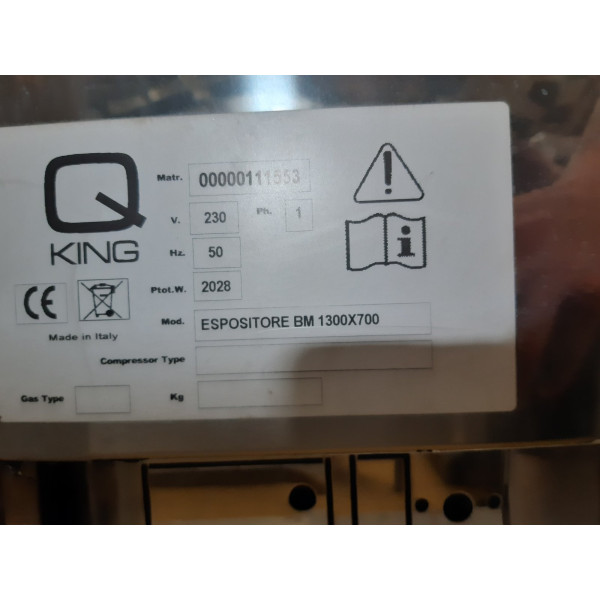 Q
KING
CE
Made in Italy
Matr. 00000111553
V. 230 Ph. 1
Hz. 50
Ptot.W. 2028
Mod. ESPOSITORE BM 1300X700
Compressor Type
Gas Type Kg